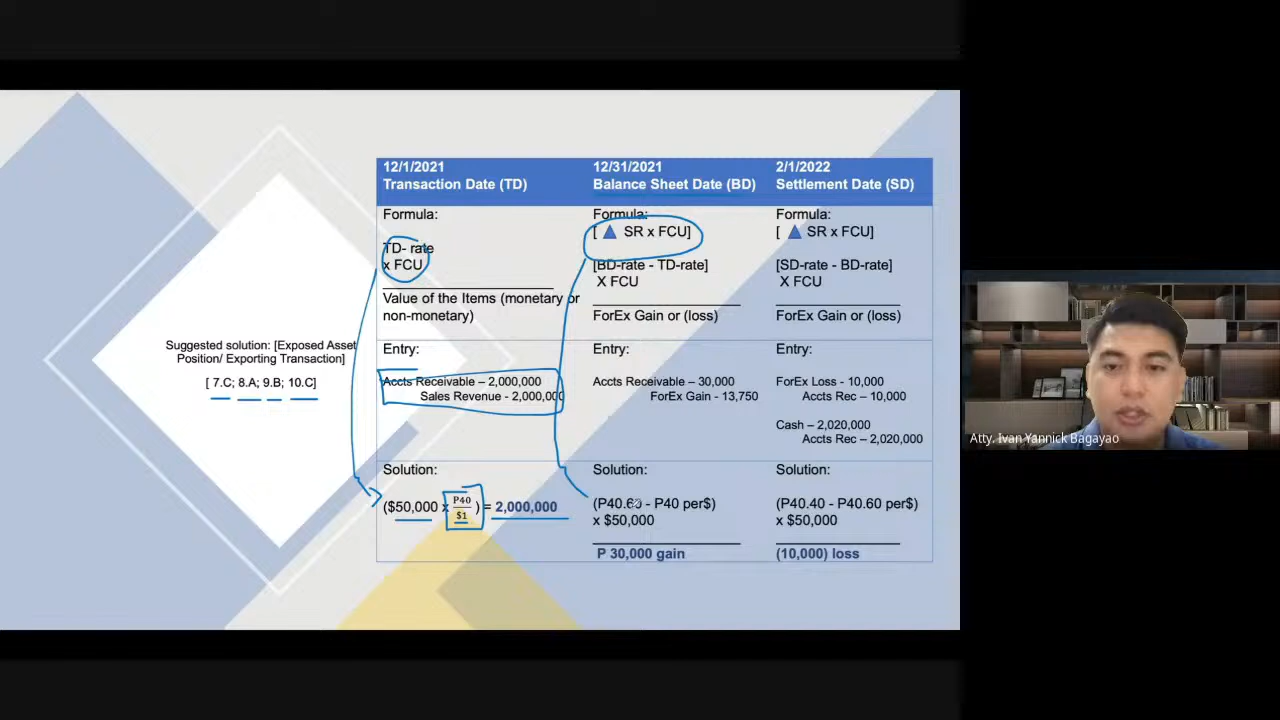 12/1/2021
Transaction Date (TD)
12/31/2021
Balance Sheet Date (BD)
2/1/2022
Settlement Date (SD)
Formula:
TD- rate
x FCU
Value of the Items (monetary or
non-monetary)
Formula:
[ ▲ SR x FCU]
[BD-rate - TD-rate]
X FCU
ForEx Gain or (loss)
Formula:
[ ▲ SR x FCU]
[SD-rate - BD-rate]
X FCU
ForEx Gain or (loss)
Suggested solution: [Exposed Asset
Position/ Exporting Transaction]
[ 7.C; 8.A; 9.B; 10.C]
Entry:
Accts Receivable – 2,000,000
Sales Revenue - 2,000,000
Entry:
Accts Receivable – 30,000
ForEx Gain - 13,750
Entry:
ForEx Loss - 10,000
Accts Rec – 10,000
Cash – 2,020,000
Accts Rec – 2,020,000
Solution:
($50,000 x P40/$1 ) = 2,000,000
Solution:
(P40.60 - P40 per$)
x $50,000
P 30,000 gain
Solution:
(P40.40 - P40.60 per$)
x $50,000
(10,000) loss
Atty. Ivan Yannick Bagayao